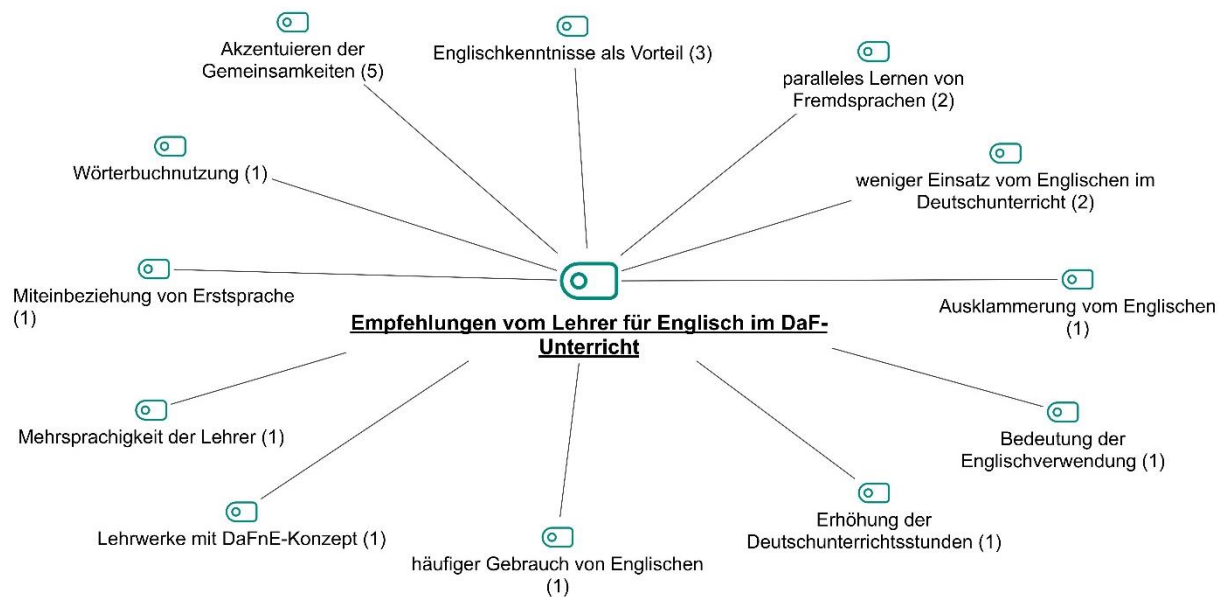 Akzentuieren der
Gemeinsamkeiten (5)
Englischkenntnisse als Vorteil (3)
paralleles Lernen von
Fremdsprachen (2)
Wörterbuchnutzung (1)
weniger Einsatz vom Englischen im
Deutschunterricht (2)
Miteinbeziehung von Erstsprache
(1)
Ausklammerung vom Englischen
(1)
Empfehlungen vom Lehrer für Englisch im DaF-
Unterricht
Mehrsprachigkeit der Lehrer (1)
Bedeutung der
Englischverwendung (1)
Lehrwerke mit DaFnE-Konzept (1)
häufiger Gebrauch von Englischen
(1)
Erhöhung der
Deutschunterrichtsstunden (1)